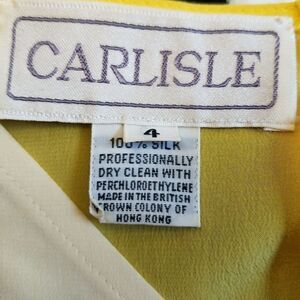 CARLISLE
4
100% SILK
PROFESSIONALLY
DRY CLEAN WITH
PERCHLOROETHYLENE
MADE IN THE BRITISH
CROWN COLONY OF
HONG KONG